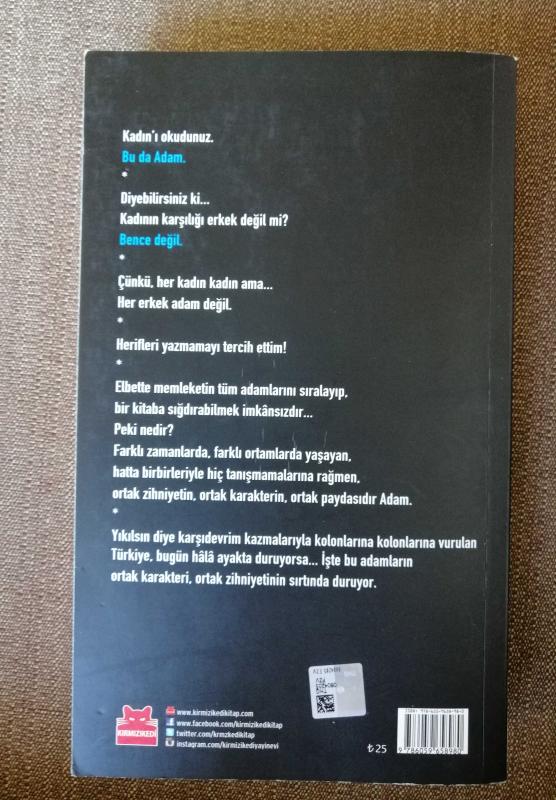 Kadın'ı okudunuz.
Bu da Adam.
*
Diyebilirsiniz ki...
Kadının karşılığı erkek değil mi?
Bence değil.
*
Çünkü, her kadın kadın ama...
Her erkek adam değil.
*
Herifleri yazmamayı tercih ettim!
*
Elbette memleketin tüm adamlarını sıralayıp,
bir kitaba sığdırabilmek imkânsızdır...
Peki nedir?
Farklı zamanlarda, farklı ortamlarda yaşayan,
hatta birbirleriyle hiç tanışmamalarına rağmen,
ortak zihniyetin, ortak karakterin, ortak paydasıdır Adam.
*
Yıkılsın diye karşıdevrim kazmalarıyla kolonlarına kolonlarına vurulan
Türkiye, bugün hâlâ ayakta duruyorsa... İşte bu adamların
ortak karakteri, ortak zihniyetinin sırtında duruyor.
KIRMIZIKEDİ
www.kirmizikedikitap.com
www.facebook.com/kirmizikedikitap
twitter.com/krmzkedikitap
instagram.com/kirmizikediyayinevi
₺25
9 786059 658980